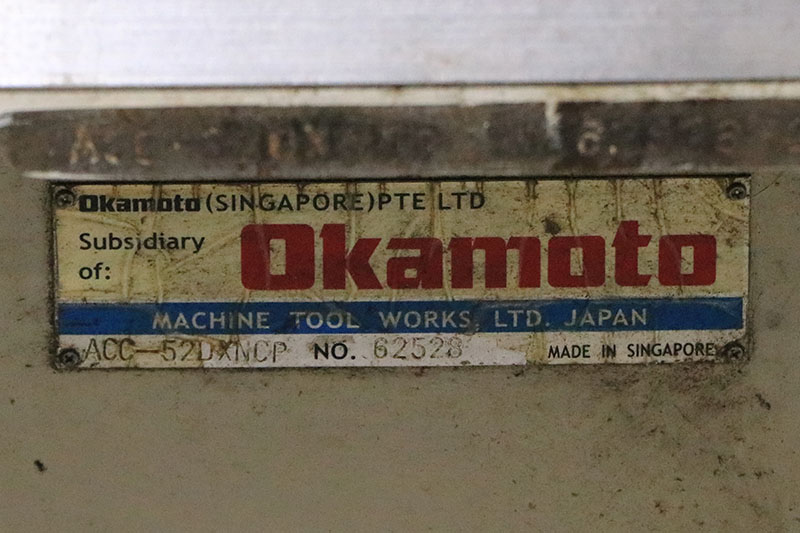 Okamoto (SINGAPORE) PTE LTD
Subsidiary of:
Okamoto
MACHINE TOOL WORKS, LTD. JAPAN
ACC-52DXNCP NO. 62528 MADE IN SINGAPORE